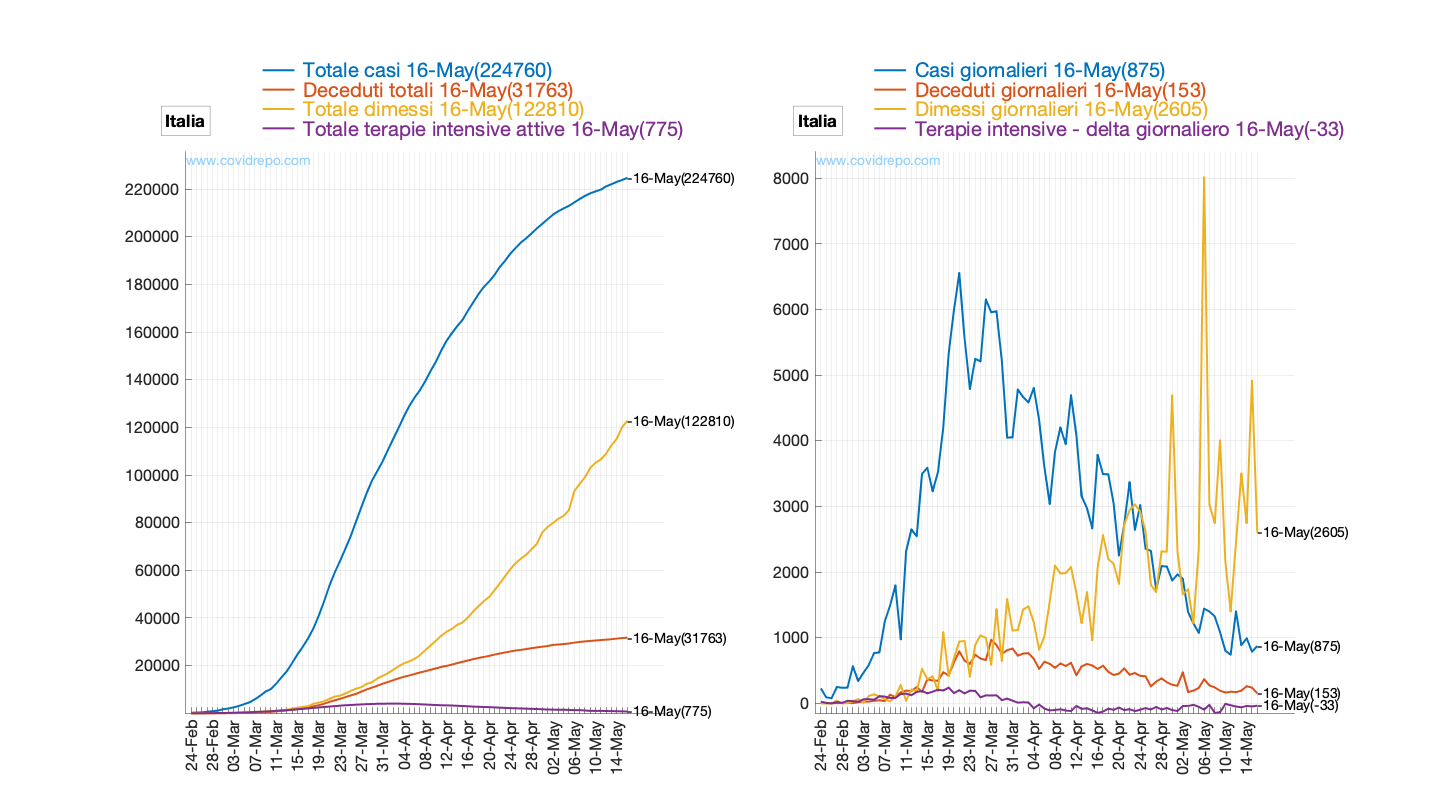 Totale casi 16-May(224760)
Deceduti totali 16-May(31763)
Totale dimessi 16-May(122810)
Totale terapie intensive attive 16-May(775)
Italia
www.covidrepo.com
220000
200000
180000
160000
140000
120000
100000
80000
60000
40000
20000
16-May(224760)
16-May(122810)
16-May(31763)
16-May(775)
24-Feb
28-Feb
03-Mar
07-Mar
11-Mar
15-Mar
19-Mar
23-Mar
27-Mar
31-Mar
04-Apr
08-Apr
12-Apr
16-Apr
20-Apr
24-Apr
28-Apr
02-May
06-May
10-May
14-May
Casi giornalieri 16-May(875)
Deceduti giornalieri 16-May(153)
Dimessi giornalieri 16-May(2605)
Terapie intensive - delta giornaliero 16-May(-33)
Italia
www.covidrepo.com
8000
7000
6000
5000
4000
3000
2000
1000
0
16-May(2605)
16-May(875)
16-May(153)
16-May(-33)
24-Feb
28-Feb
03-Mar
07-Mar
11-Mar
15-Mar
19-Mar
23-Mar
27-Mar
31-Mar
04-Apr
08-Apr
12-Apr
16-Apr
20-Apr
24-Apr
28-Apr
02-May
06-May
10-May
14-May